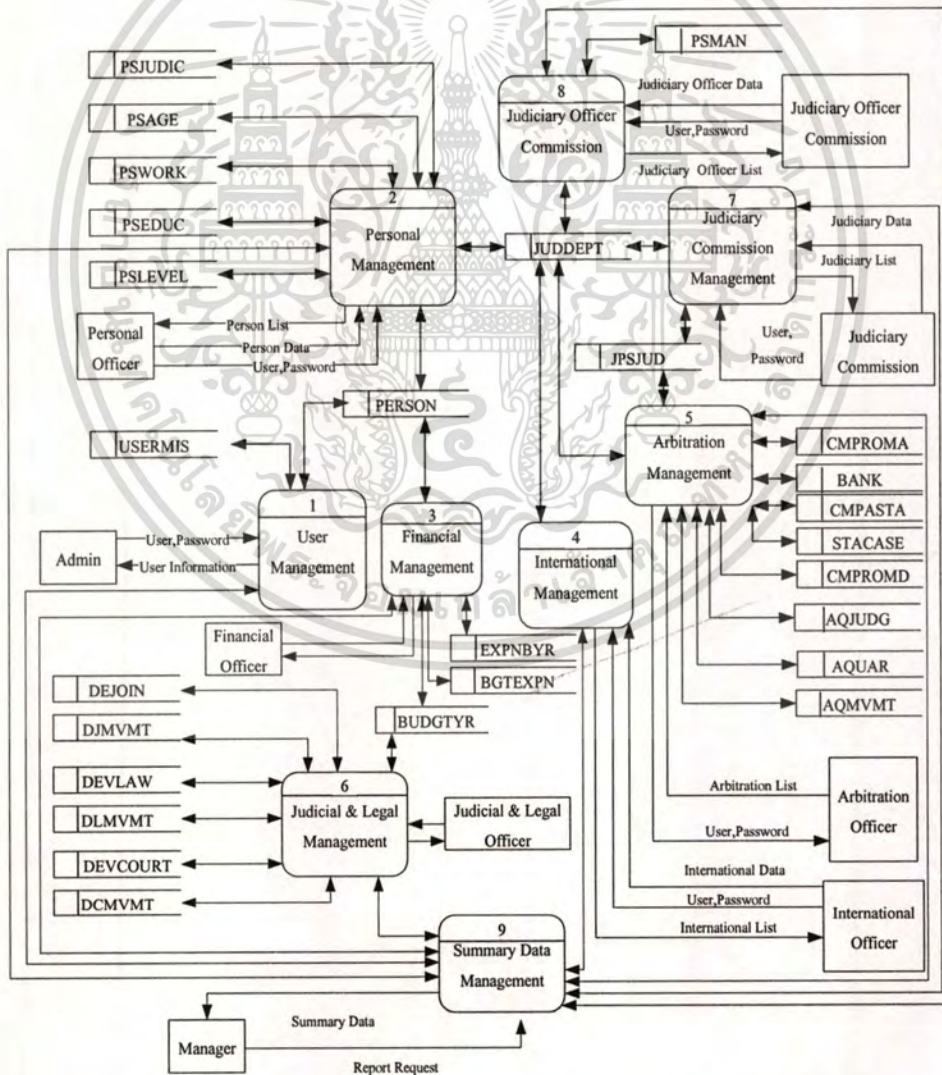 PSJUDIC
PSAGE
PSWORK
PSEDUC
PSLEVEL
2
Personal
Management
Personal
Officer
Person List
Person Data
User,Password
PSMAN
8
Judiciary Officer
Commission
Judiciary Officer Data
User,Password
Judiciary Officer List
Judiciary Officer
Commission
7
Judiciary
Commission
Management
Judiciary Data
Judiciary List
User,
Password
Judiciary
Commission
JUDDEPT
JPSJUD
PERSON
USERMIS
1
User
Management
Admin
User,Password
User Information
3
Financial
Management
Financial
Officer
4
International
Management
5
Arbitration
Management
CMPROMA
BANK
CMPASTA
STACASE
CMPROMD
AQJUDG
AQUAR
AQMVMT
EXPNBYR
BGTEXPN
BUDGTYR
DEJOIN
DJMVMT
DEVLAW
DLMVMT
DEVCOURT
DCMVMT
6
Judicial & Legal
Management
Judicial & Legal
Officer
Arbitration List
User,Password
Arbitration
Officer
International Data
User,Password
International List
International
Officer
9
Summary Data
Management
Manager
Summary Data
Report Request